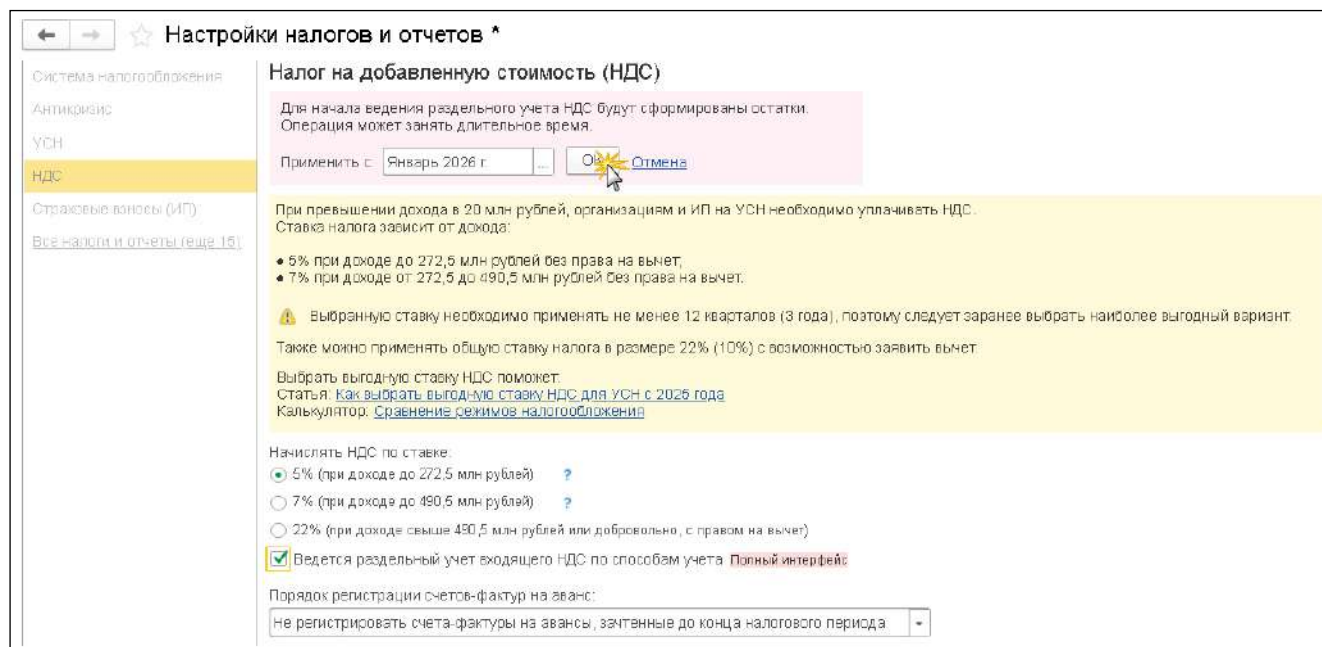 Настройки налогов и отчетов *
Система налогообложения
Антикризис
УСН
НДС
Страховые взносы (ИП)
Все налоги и отчеты (еще 15)
Налог на добавленную стоимость (НДС)
Для начала ведения раздельного учета НДС будут сформированы остатки.
Операция может занять длительное время.
Применить с: Январь 2026 г. ... ОК Отмена
При превышении дохода в 20 млн рублей, организациям и ИП на УСН необходимо уплачивать НДС.
Ставка налога зависит от дохода:
● 5% при доходе до 272,5 млн рублей без права на вычет;
● 7% при доходе от 272,5 до 490,5 млн рублей без права на вычет.
Выбранную ставку необходимо применять не менее 12 кварталов (3 года), поэтому следует заранее выбрать наиболее выгодный вариант.
Также можно применять общую ставку налога в размере 22% (10%) с возможностью заявить вычет.
Выбрать выгодную ставку НДС поможет:
Статья: Как выбрать выгодную ставку НДС для УСН с 2025 года
Калькулятор: Сравнение режимов налогообложения
Начислять НДС по ставке:
5% (при доходе до 272,5 млн рублей) ?
7% (при доходе до 490,5 млн рублей) ?
22% (при доходе свыше 490,5 млн рублей или добровольно, с правом на вычет)
Ведется раздельный учет входящего НДС по способам учета Полный интерфейс
Порядок регистрации счетов-фактур на аванс:
Не регистрировать счета-фактуры на авансы, зачтенные до конца налогового периода